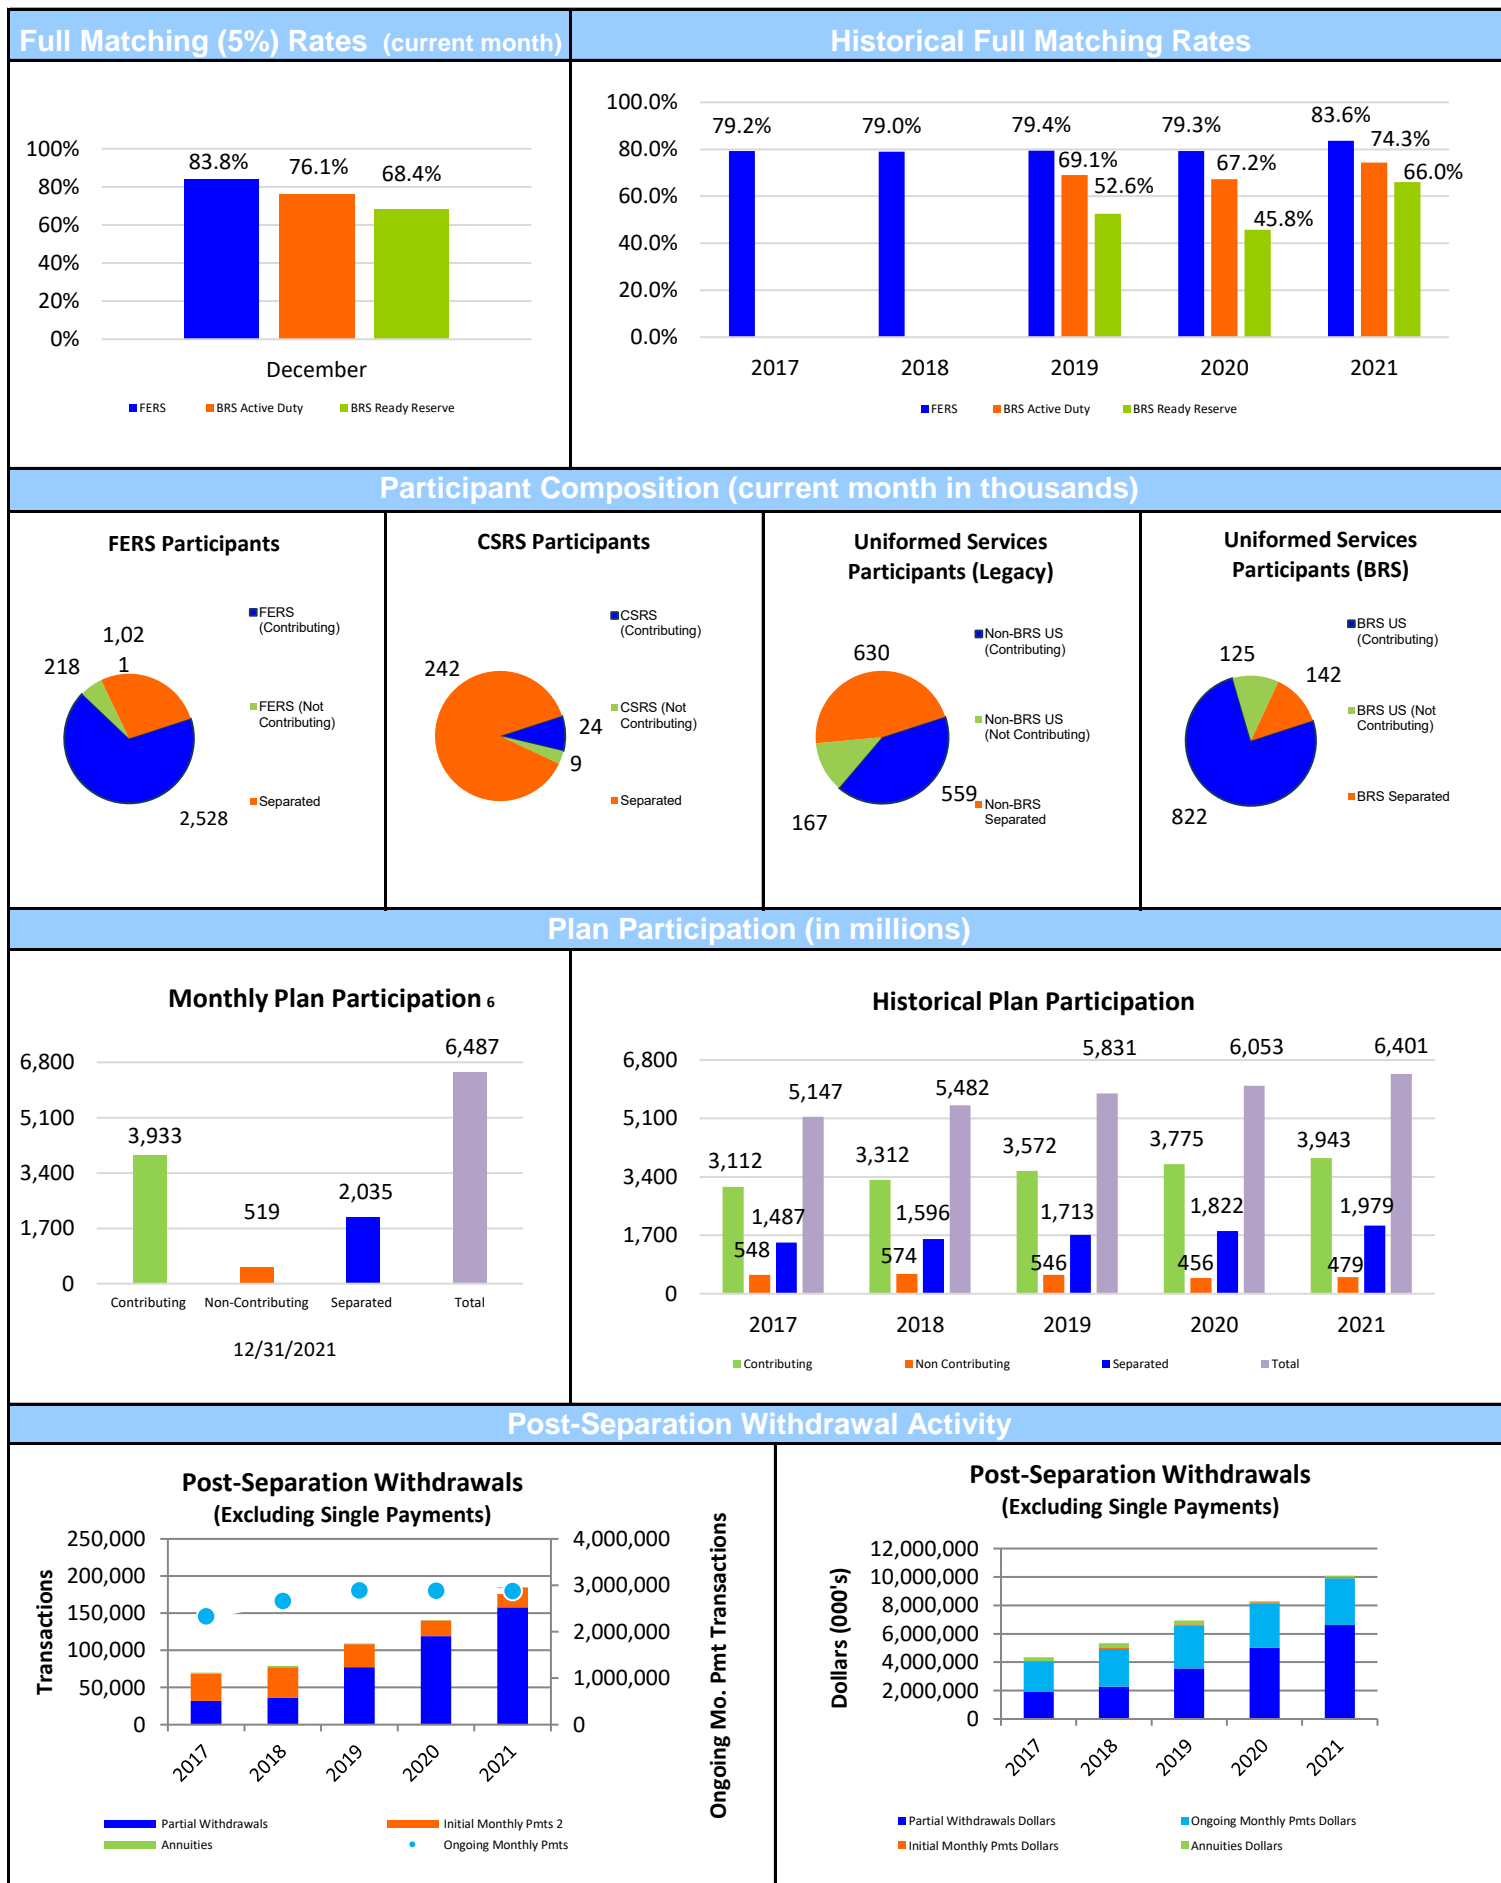 Full Matching (5%) Rates (current month)
Historical Full Matching Rates
100%
80%
60%
40%
20%
0%
83.8%
76.1%
68.4%
December
FERS
BRS Active Duty
BRS Ready Reserve
100.0%
80.0%
60.0%
40.0%
20.0%
0.0%
79.2%
79.0%
79.4%
69.1%
52.6%
79.3%
67.2%
45.8%
83.6%
74.3%
66.0%
2017
2018
2019
2020
2021
FERS
BRS Active Duty
BRS Ready Reserve
Participant Composition (current month in thousands)
FERS Participants
1,02
1
218
2,528
FERS
(Contributing)
FERS (Not
Contributing)
Separated
CSRS Participants
242
24
9
CSRS
(Contributing)
CSRS (Not
Contributing)
Separated
Uniformed Services
Participants (Legacy)
630
559
167
Non-BRS US
(Contributing)
Non-BRS US
(Not Contributing)
Non-BRS
Separated
Uniformed Services
Participants (BRS)
125
142
822
BRS US
(Contributing)
BRS US (Not
Contributing)
BRS Separated
Plan Participation (in millions)
Monthly Plan Participation 6
6,800
5,100
3,400
1,700
0
3,933
519
2,035
6,487
Contributing
Non-Contributing
Separated
Total
12/31/2021
Historical Plan Participation
6,800
5,100
3,400
1,700
0
3,112
548
1,487
5,147
3,312
574
1,596
5,482
3,572
546
1,713
5,831
3,775
456
1,822
6,053
3,943
479
1,979
6,401
2017
2018
2019
2020
2021
Contributing
Non Contributing
Separated
Total
Post-Separation Withdrawal Activity
Post-Separation Withdrawals
(Excluding Single Payments)
Transactions
250,000
200,000
150,000
100,000
50,000
0
4,000,000
3,000,000
2,000,000
1,000,000
0
Ongoing Mo. Pmt Transactions
2017
2018
2019
2020
2021
Partial Withdrawals
Initial Monthly Pmts 2
Annuities
Ongoing Monthly Pmts
Post-Separation Withdrawals
(Excluding Single Payments)
Dollars (000's)
12,000,000
10,000,000
8,000,000
6,000,000
4,000,000
2,000,000
0
2017
2018
2019
2020
2021
Partial Withdrawals Dollars
Ongoing Monthly Pmts Dollars
Initial Monthly Pmts Dollars
Annuities Dollars